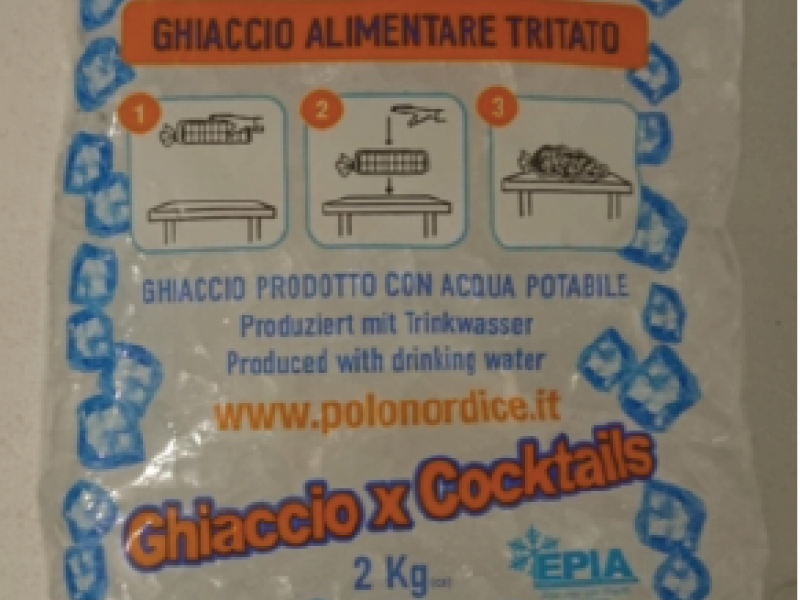 GHIACCIO ALIMENTARE TRITATO
1 2 3
GHIACCIO PRODOTTO CON ACQUA POTABILE
Produziert mit Trinkwasser
Produced with drinking water
www.polonordice.it
Ghiaccio x Cocktails
2 Kg
EPIA